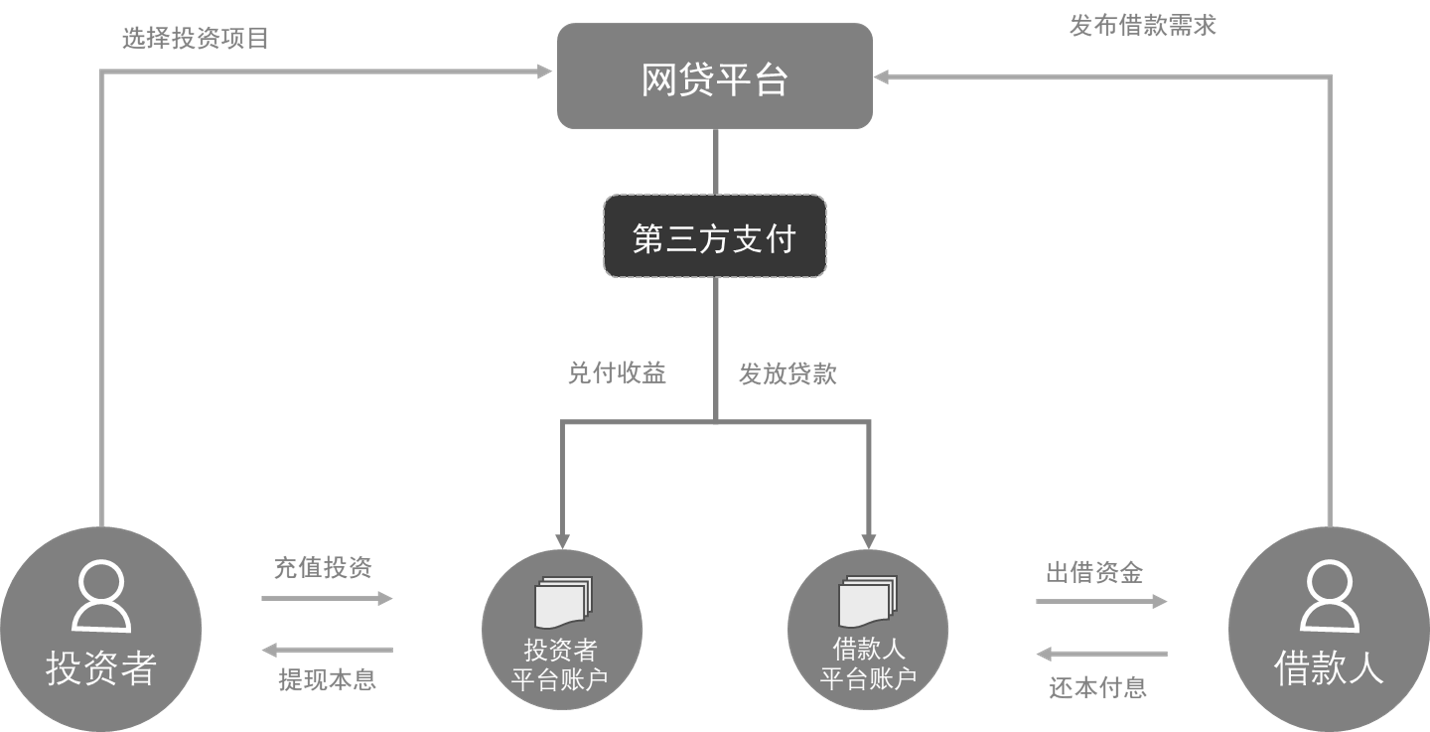 选择投资项目
发布借款需求
网贷平台
第三方支付
兑付收益
发放贷款
充值投资
提现本息
投资者
投资者
平台账户
借款人
平台账户
出借资金
还本付息
借款人